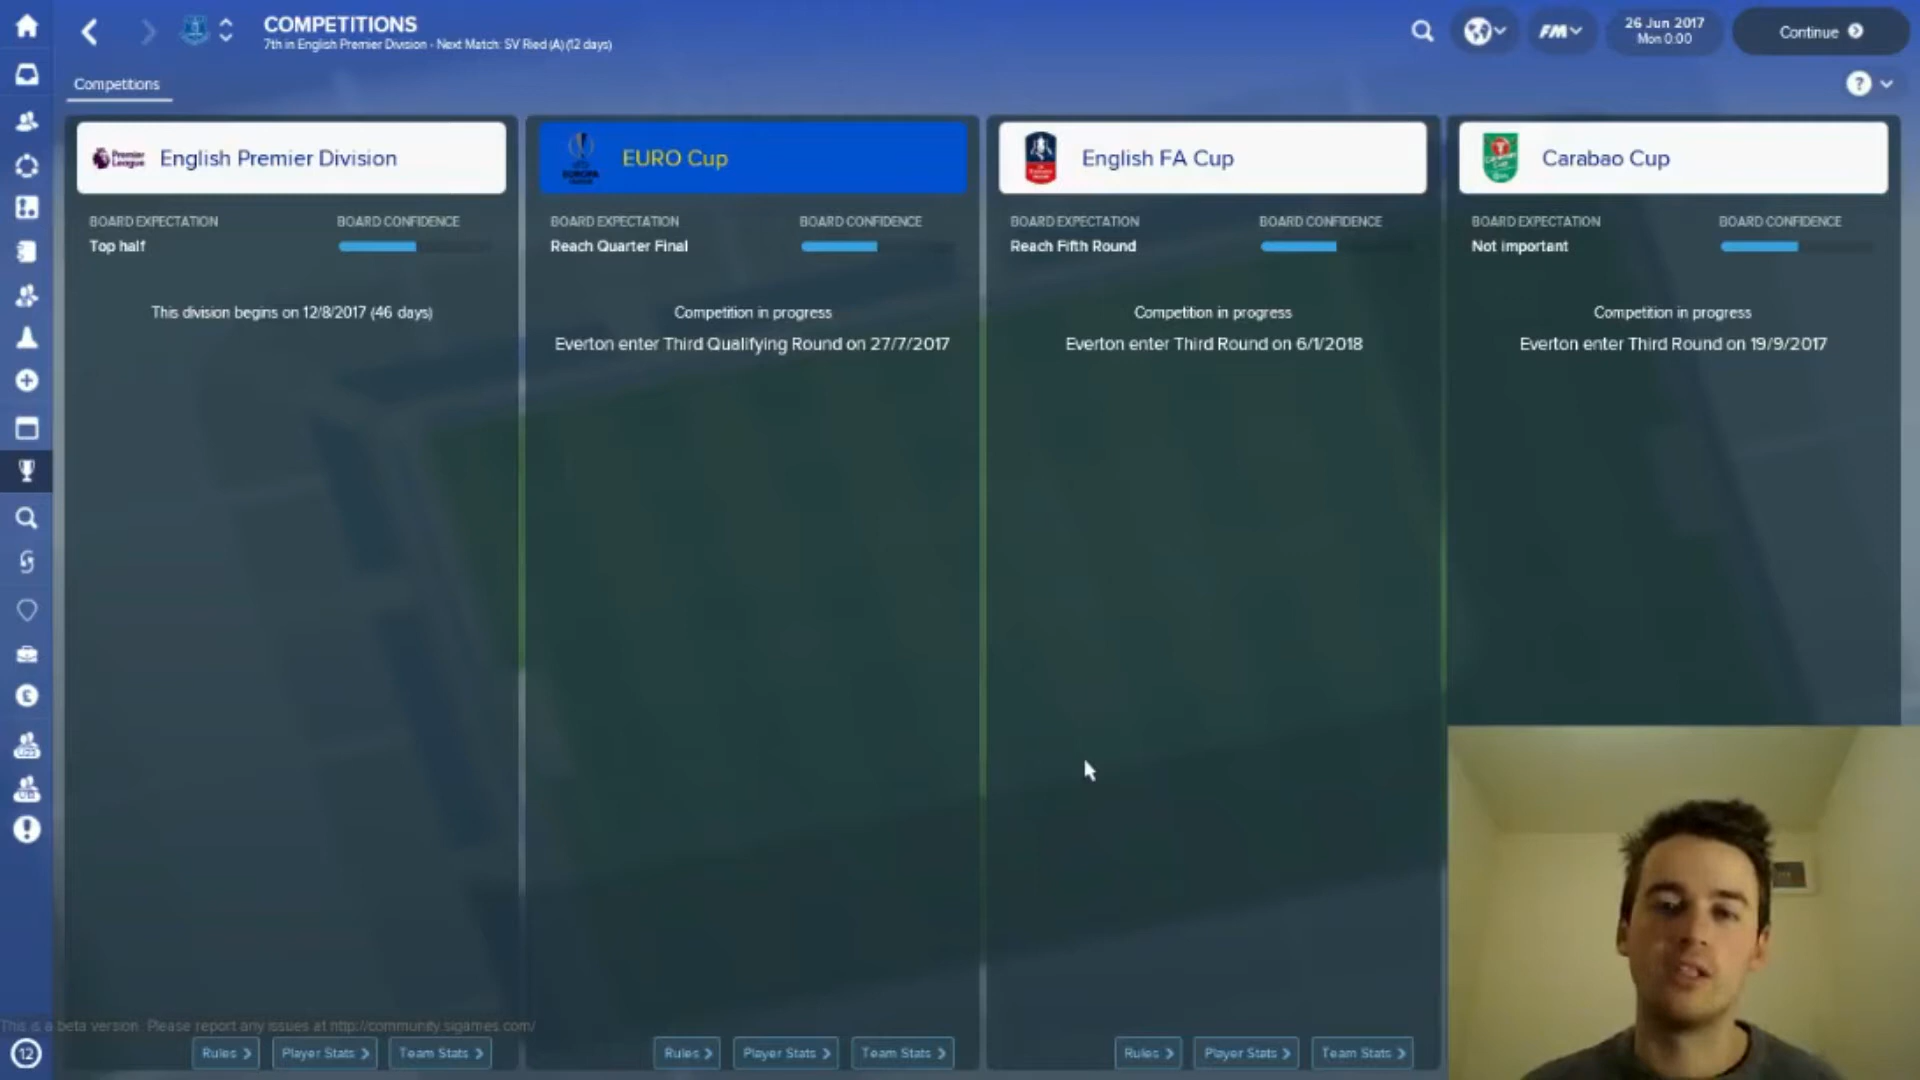 COMPETITIONS
7th in English Premier Division - Next Match: SV Ried (A) (12 days)
FM
26 Jun 2017
Mon 0:00
Continue
Competitions
?
Premier League
English Premier Division
BOARD EXPECTATION
BOARD CONFIDENCE
Top half
This division begins on 12/8/2017 (46 days)
EUROPA
EURO Cup
BOARD EXPECTATION
BOARD CONFIDENCE
Reach Quarter Final
Competition in progress
Everton enter Third Qualifying Round on 27/7/2017
English FA Cup
BOARD EXPECTATION
BOARD CONFIDENCE
Reach Fifth Round
Competition in progress
Everton enter Third Round on 6/1/2018
Carabao Cup
BOARD EXPECTATION
BOARD CONFIDENCE
Not important
Competition in progress
Everton enter Third Round on 19/9/2017
This is a beta version. Please report any issues at http://community.sigames.com/
12
Rules
Player Stats
Team Stats
Rules
Player Stats
Team Stats
Rules
Player Stats
Team Stats